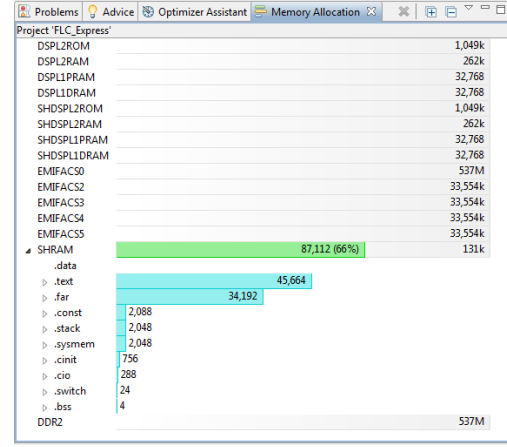 Problems Advice Optimizer Assistant Memory Allocation
Project 'FLC_Express'
DSPL2ROM 1,049k
DSPL2RAM 262k
DSPL1PRAM 32,768
DSPL1DRAM 32,768
SHDSPL2ROM 1,049k
SHDSPL2RAM 262k
SHDSPL1PRAM 32,768
SHDSPL1DRAM 32,768
EMIFACS0 537M
EMIFACS2 33,554k
EMIFACS3 33,554k
EMIFACS4 33,554k
EMIFACS5 33,554k
SHRAM 87,112 (66%) 131k
.data
.text 45,664
.far 34,192
.const 2,088
.stack 2,048
.sysmem 2,048
.cinit 756
.cio 288
.switch 24
.bss 4
DDR2 537M